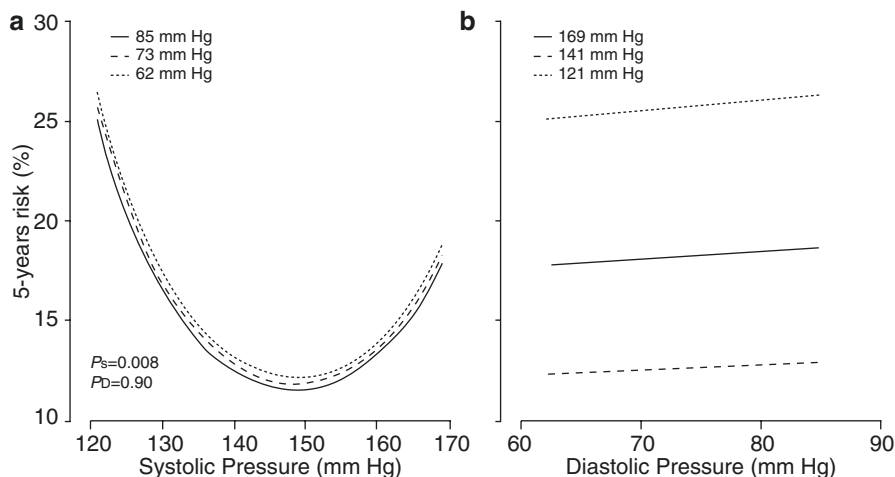 a
30
25
20
15
10
5-years risk (%)
85 mm Hg
73 mm Hg
62 mm Hg
PS=0.008
PD=0.90
120 130 140 150 160 170
Systolic Pressure (mm Hg)
b
169 mm Hg
141 mm Hg
121 mm Hg
60 70 80 90
Diastolic Pressure (mm Hg)